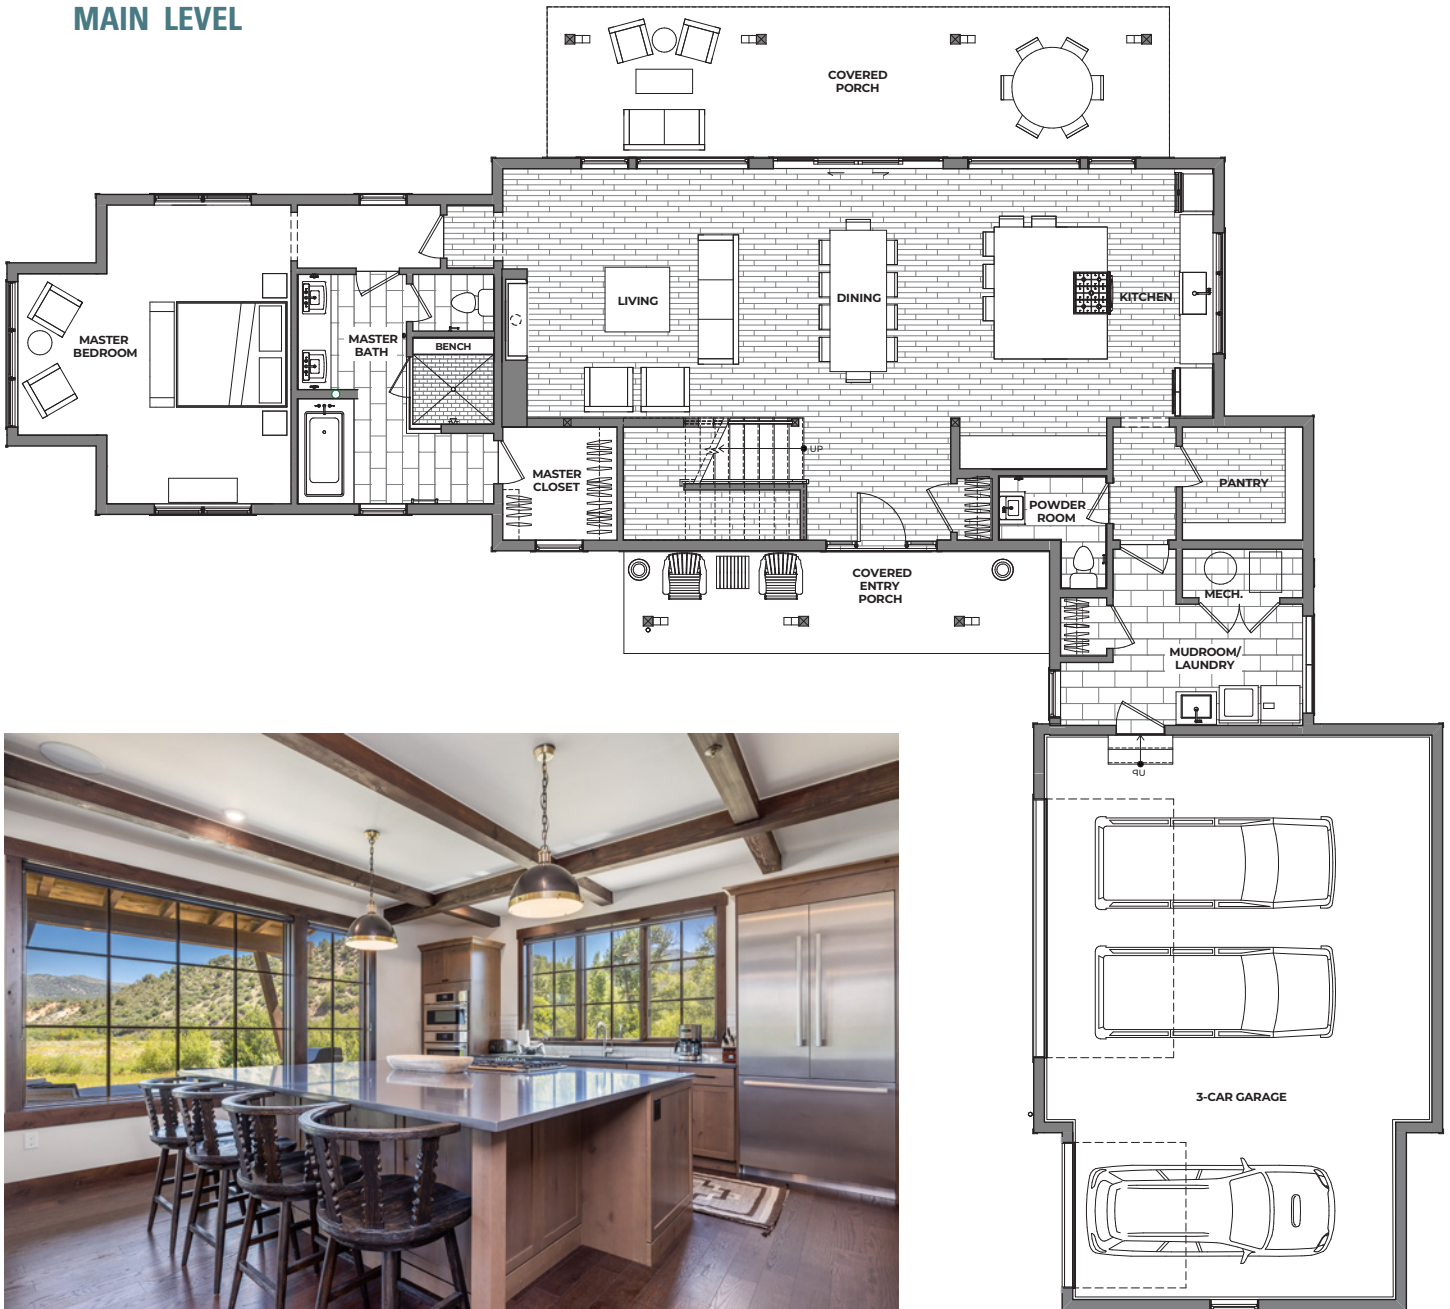 MAIN LEVEL
COVERED
PORCH
MASTER
BEDROOM
MASTER
BATH
BENCH
LIVING
DINING
KITCHEN
MASTER
CLOSET
UP
POWDER
ROOM
PANTRY
COVERED
ENTRY
PORCH
MECH.
MUDROOM/
LAUNDRY
UP
3-CAR GARAGE